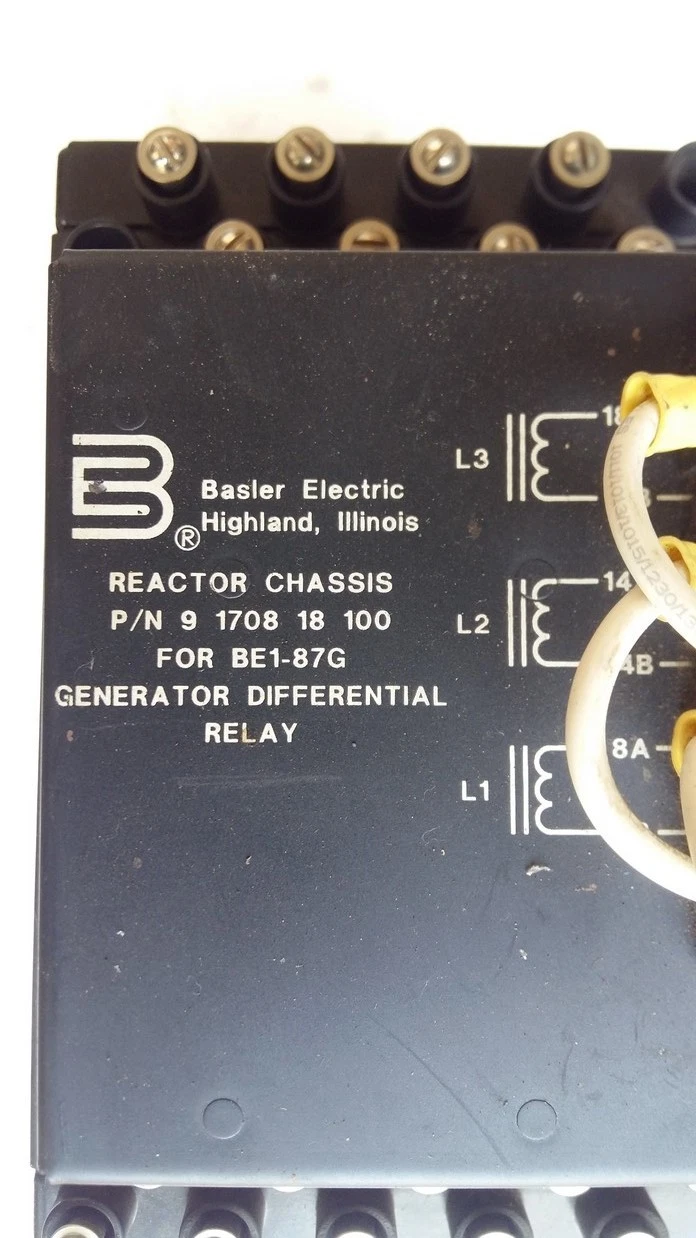 Basler Electric
® Highland, Illinois
REACTOR CHASSIS
P/N 9 1708 18 100
FOR BE1-87G
GENERATOR DIFFERENTIAL
RELAY
L3
L2
14
4B
L1
8A